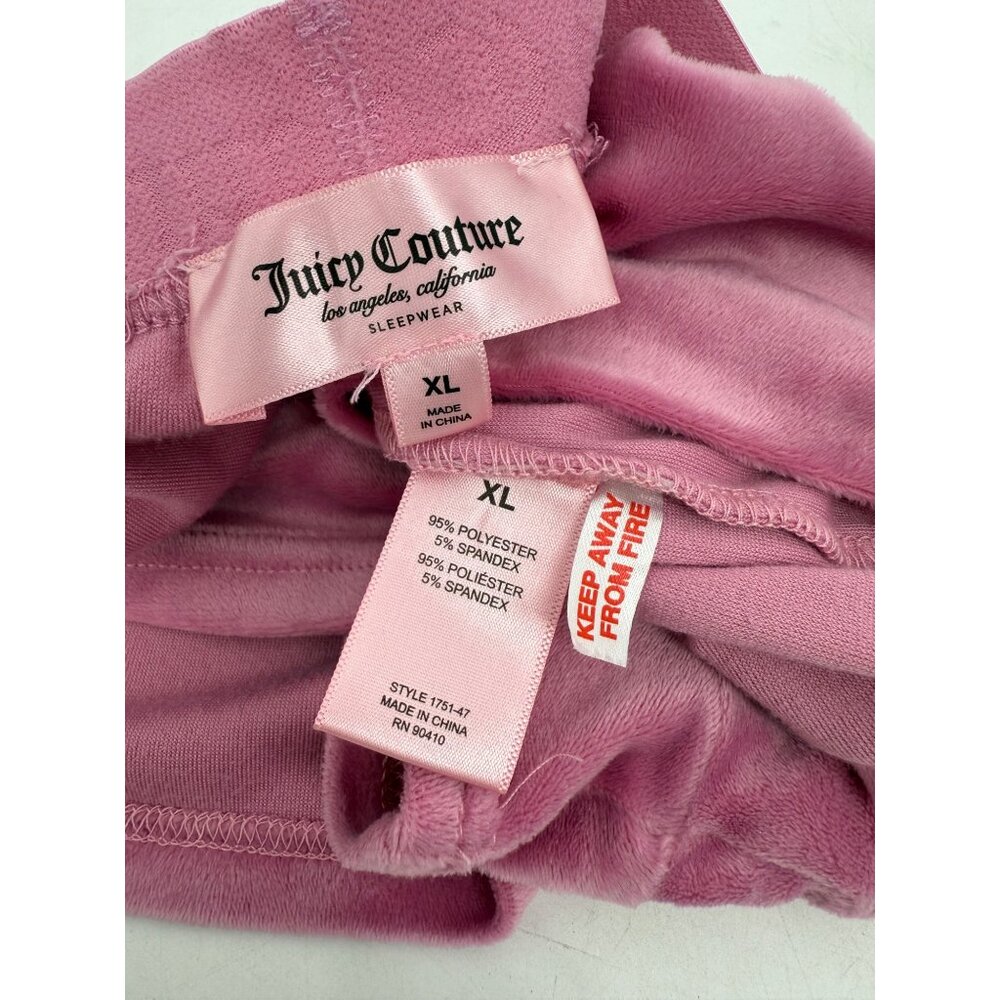 Juicy Couture
los angeles, california
SLEEPWEAR
XL
MADE
IN CHINA
XL
95% POLYESTER
5% SPANDEX
95% POLIÉSTER
5% SPANDEX
STYLE 1751-47
MADE IN CHINA
RN 90410
KEEP AWAY
FROM FIRE